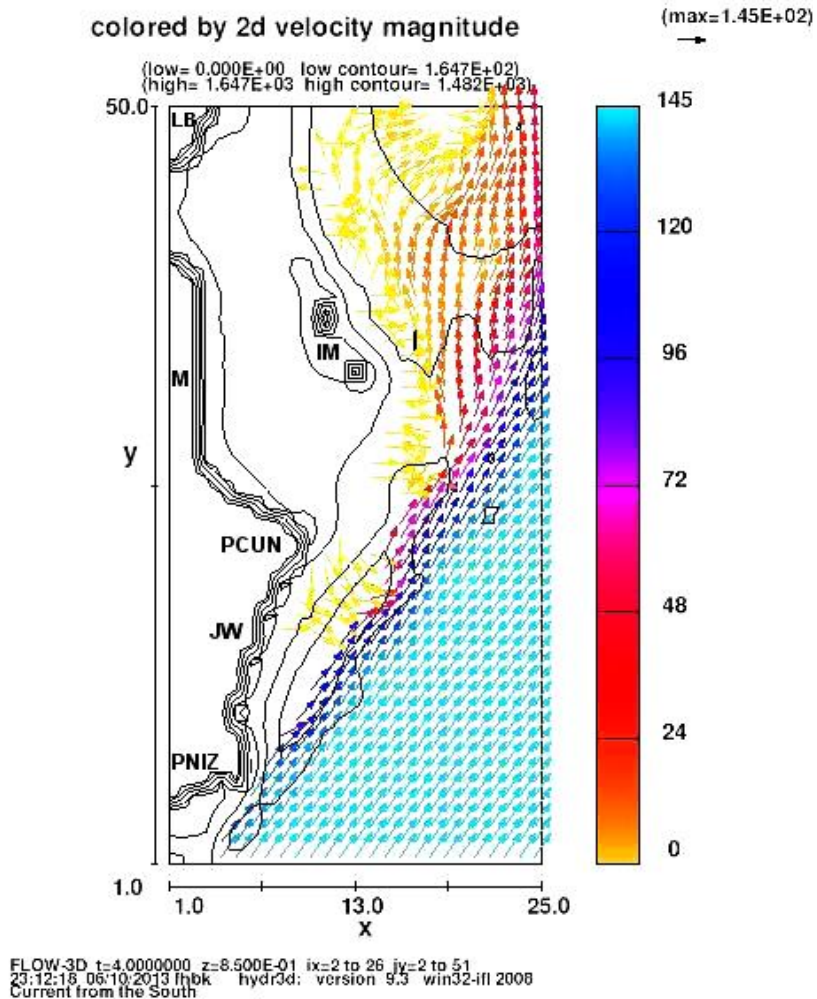 (max=1.45E+02)
colored by 2d velocity magnitude
(low= 0.000E+00 low contour= 1.647E+02)
(high= 1.647E+03 high contour= 1.482E+03)
50.0
LB
145
120
IM
96
M
y
72
PCUN
48
JW
24
PNIZ
0
1.0
1.0 13.0 25.0
x
FLOW-3D t=4.0000000 z=8.500E-01 ix=2 to 26 jy=2 to 51
23:12:18 06/10/2013 fhbk hydr3d: version 9.3 win32-ifl 2008
Current from the South